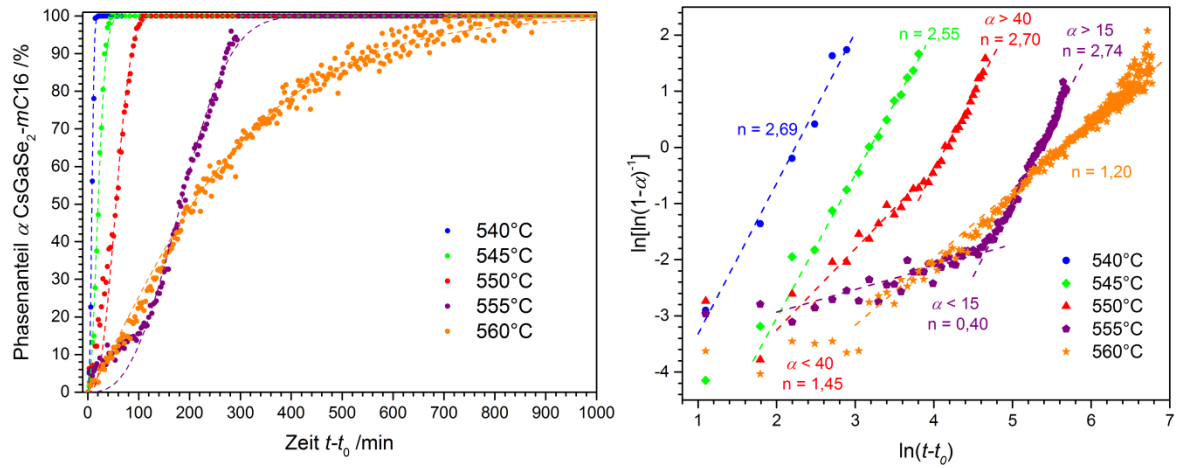 Phasenanteil α CsGaSe2-mC16 /%
100
90
80
70
60
50
40
30
20
10
0
540°C
545°C
550°C
555°C
560°C
0 100 200 300 400 500 600 700 800 900 1000
Zeit t-t0 /min
ln[ln(1-α)-1]
2
1
0
-1
-2
-3
-4
n = 2,69
n = 2,55
α > 40
n = 2,70
α > 15
n = 2,74
n = 1,20
α < 15
n = 0,40
α < 40
n = 1,45
540°C
545°C
550°C
555°C
560°C
1 2 3 4 5 6 7
ln(t-t0)